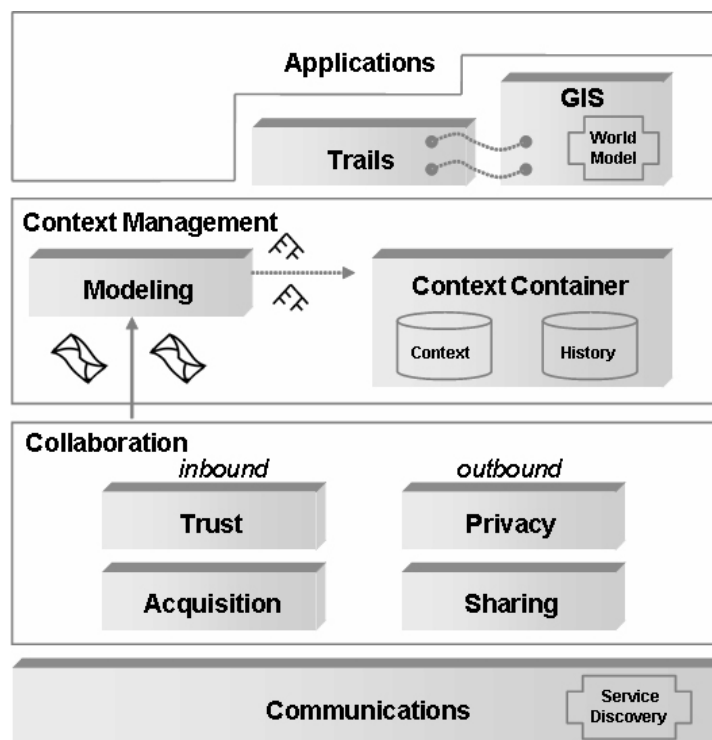 Applications
GIS
World
Model
Trails
Context Management
Modeling
Context Container
Context
History
Collaboration
inbound
outbound
Trust
Privacy
Acquisition
Sharing
Communications
Service
Discovery